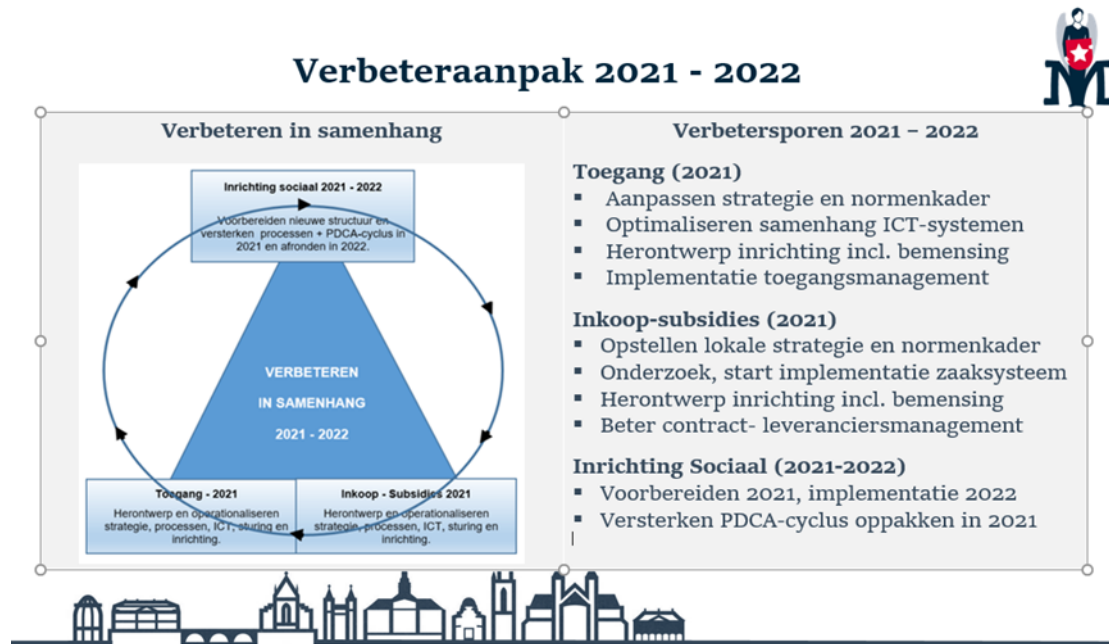 Verbeteraanpak 2021 - 2022
Verbeteren in samenhang
Inrichting sociaal 2021 - 2022
Voorbereiden nieuwe structuur en
versterken processen + PDCA-cyclus in
2021 en afronden in 2022.
VERBETEREN
IN SAMENHANG
2021 - 2022
Toegang - 2021
Herontwerp en operationaliseren
strategie, processen, ICT, sturing en
inrichting.
Inkoop - Subsidies 2021
Herontwerp en operationaliseren
strategie, processen, ICT, sturing en
inrichting.
Verbetersporen 2021 – 2022
Toegang (2021)
▪ Aanpassen strategie en normenkader
▪ Optimaliseren samenhang ICT-systemen
▪ Herontwerp inrichting incl. bemensing
▪ Implementatie toegangsmanagement
Inkoop-subsidies (2021)
▪ Opstellen lokale strategie en normenkader
▪ Onderzoek, start implementatie zaaksysteem
▪ Herontwerp inrichting incl. bemensing
▪ Beter contract- leveranciersmanagement
Inrichting Sociaal (2021-2022)
▪ Voorbereiden 2021, implementatie 2022
▪ Versterken PDCA-cyclus oppakken in 2021